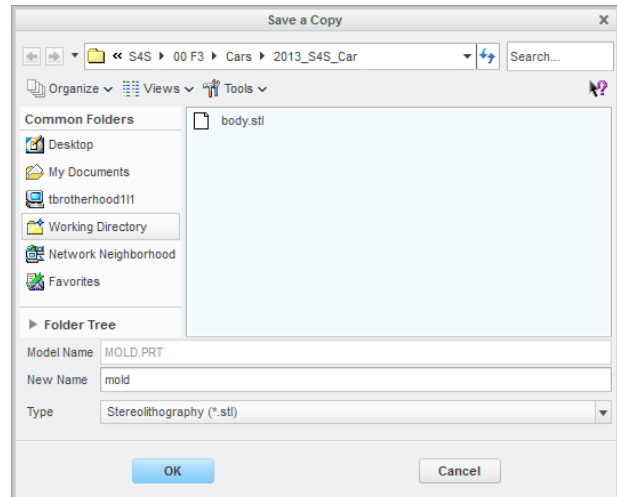 Save a Copy X
« S4S ▸ 00 F3 ▸ Cars ▸ 2013_S4S_Car Search...
Organize Views Tools
Common Folders
body.stl
Desktop
My Documents
tbrotherhood1l1
Working Directory
Network Neighborhood
Favorites
Folder Tree
Model Name MOLD.PRT
New Name mold
Type Stereolithography (*.stl)
OK Cancel